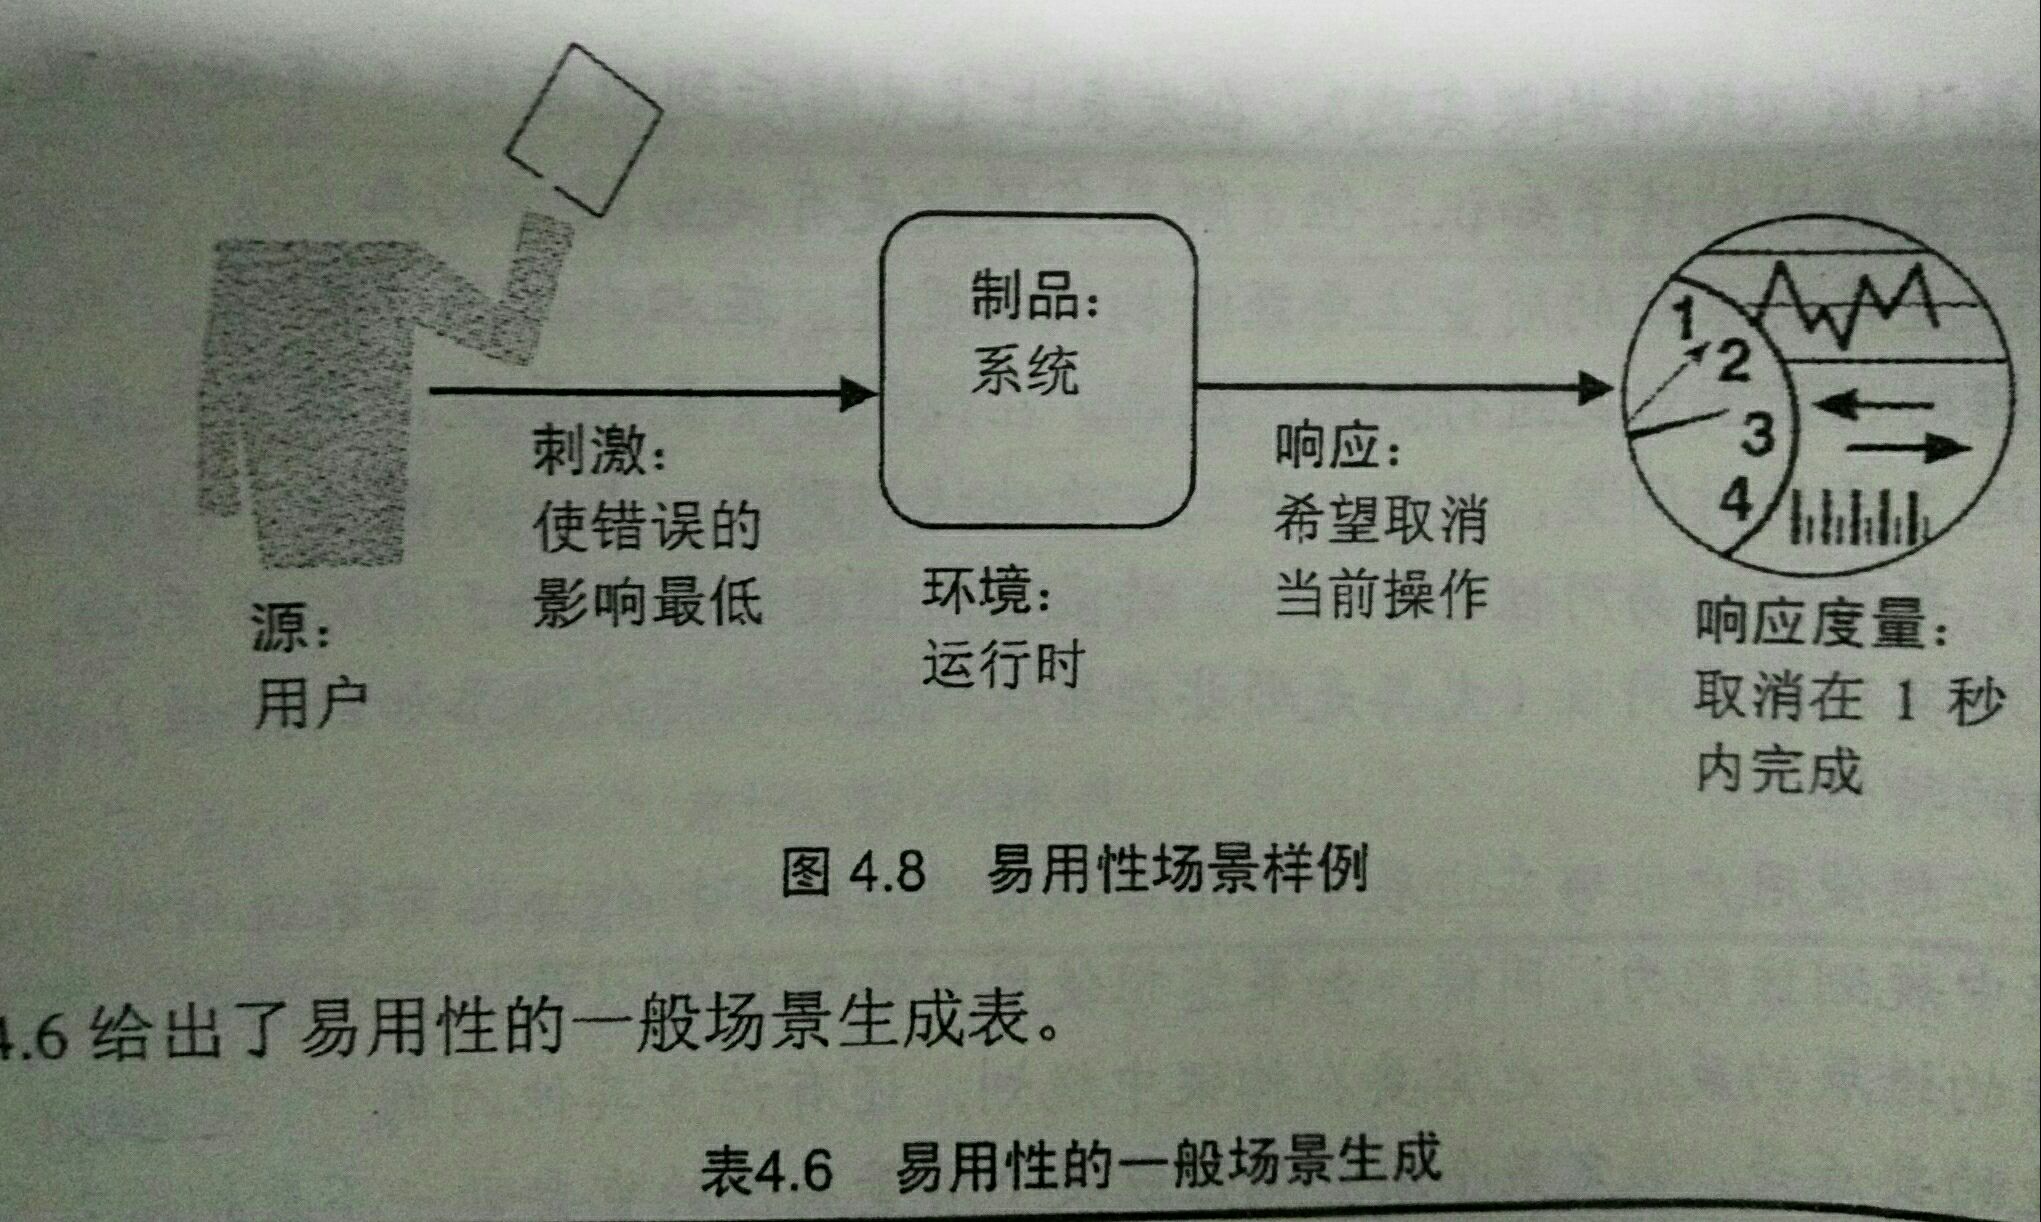 制品：
系统
刺激：
使错误的
影响最低
源：
用户
环境：
运行时
响应：
希望取消
当前操作
1
2
3
4
响应度量：
取消在 1 秒
内完成
图 4.8 易用性场景样例
4.6 给出了易用性的一般场景生成表。
表4.6 易用性的一般场景生成